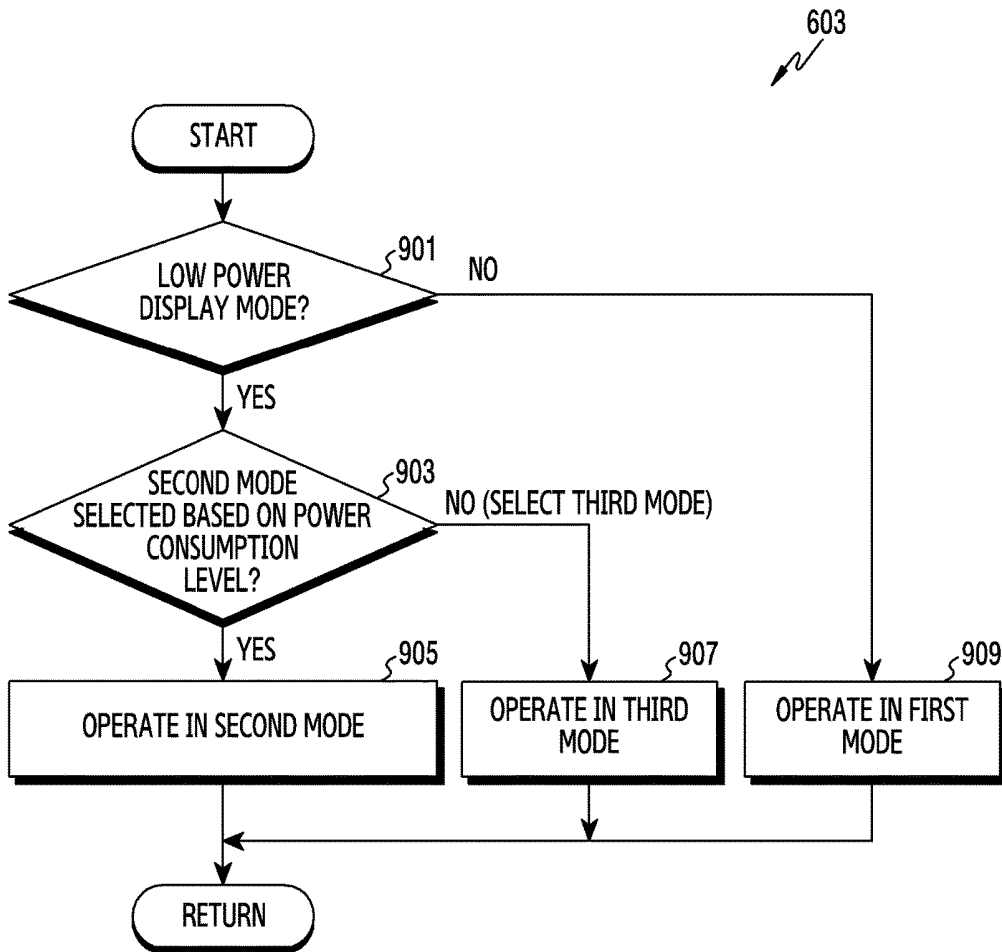 603
START
901
LOW POWER
DISPLAY MODE?
NO
YES
903
SECOND MODE
SELECTED BASED ON POWER
CONSUMPTION
LEVEL?
NO (SELECT THIRD MODE)
YES
905
OPERATE IN SECOND MODE
907
OPERATE IN THIRD
MODE
909
OPERATE IN FIRST
MODE
RETURN